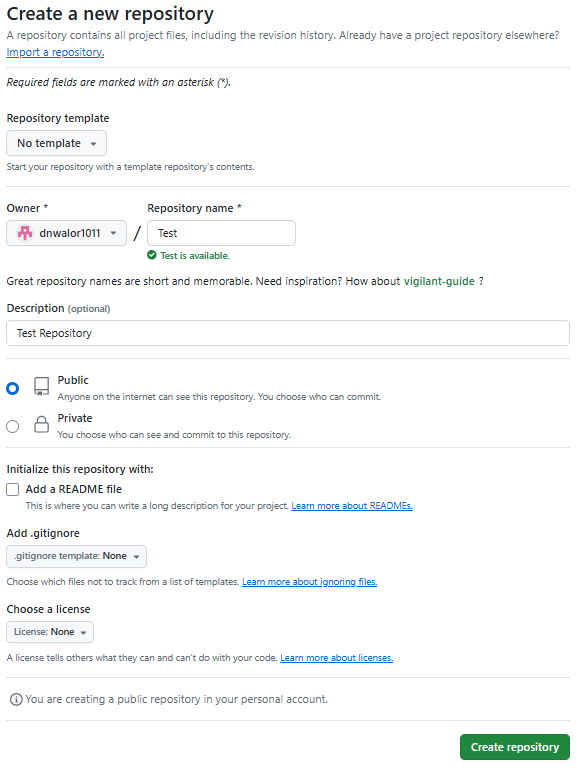 Create a new repository
A repository contains all project files, including the revision history. Already have a project repository elsewhere?
Import a repository.
Required fields are marked with an asterisk (*).
Repository template
No template
Start your repository with a template repository's contents.
Owner * Repository name *
dnwalor1011 / Test
Test is available.
Great repository names are short and memorable. Need inspiration? How about vigilant-guide ?
Description (optional)
Test Repository
Public
Anyone on the internet can see this repository. You choose who can commit.
Private
You choose who can see and commit to this repository.
Initialize this repository with:
Add a README file
This is where you can write a long description for your project. Learn more about READMEs.
Add .gitignore
.gitignore template: None
Choose which files not to track from a list of templates. Learn more about ignoring files.
Choose a license
License: None
A license tells others what they can and can't do with your code. Learn more about licenses.
You are creating a public repository in your personal account.
Create repository